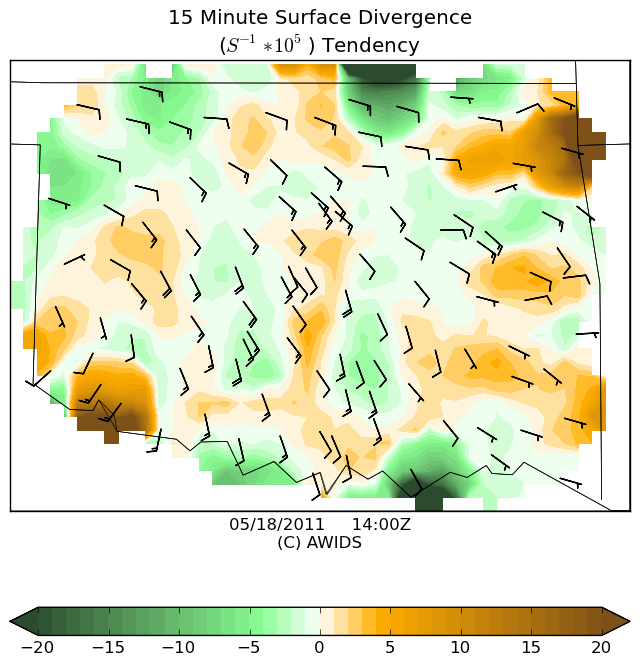 15 Minute Surface Divergence
(S⁻¹ *10⁵ ) Tendency
05/18/2011 14:00Z
(C) AWIDS
−20 −15 −10 −5 0 5 10 15 20